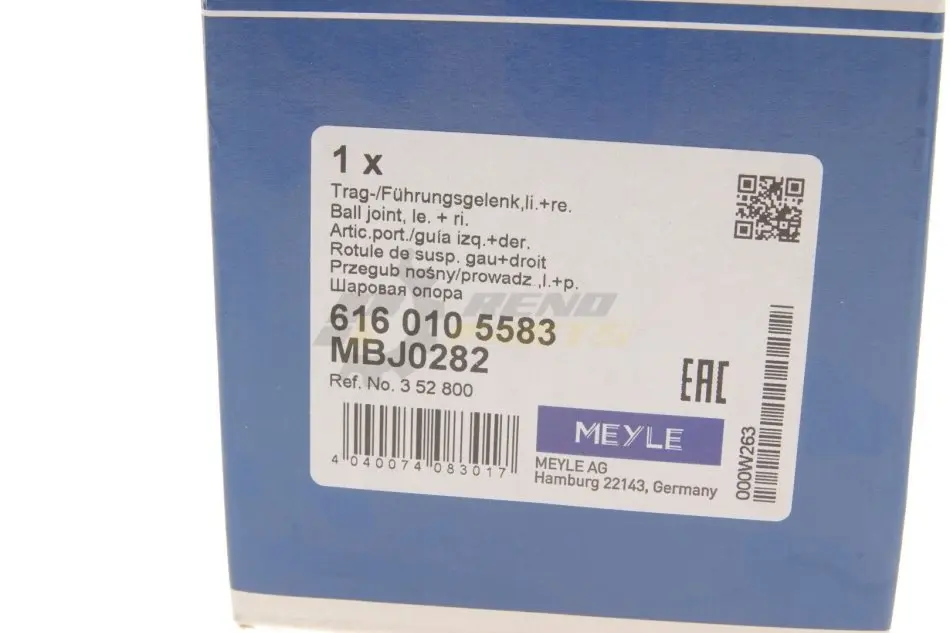 1 x
Trag-/Führungsgelenk,li.+re.
Ball joint, le. + ri.
Artic.port./guía izq.+der.
Rotule de susp. gau+droit
Przegub nośny/prowadz.,l.+p.
Шаровая опора
616 010 5583
MBJ0282
Ref. No. 3 52 800
EAC
4 040074 083017
MEYLE
MEYLE AG
Hamburg 22143, Germany
000W263
RENO
PARTS